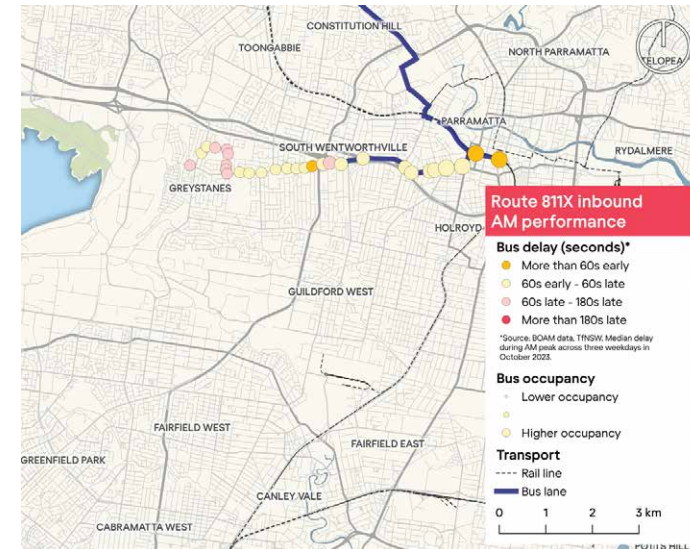 CONSTITUTION HILL
TOONGABBIE
NORTH PARRAMATTA
TELOPEA
PARRAMATTA
SOUTH WENTWORTHVILLE
RYDALMERE
GREYSTANES
Route 811X inbound
AM performance
HOLROYD
Bus delay (seconds)*
More than 60s early
60s early - 60s late
60s late - 180s late
More than 180s late
*Source: BOAM data, TfNSW. Median delay
during AM peak across three weekdays in
October 2023.
GUILDFORD WEST
Bus occupancy
Lower occupancy
Higher occupancy
FAIRFIELD WEST
FAIRFIELD EAST
GREENFIELD PARK
Transport
Rail line
Bus lane
CANLEY VALE
0 1 2 3 km
CABRAMATTA WEST
POTTS HILL